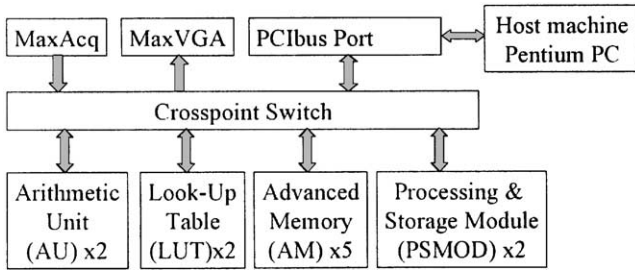 MaxAcq
MaxVGA
PCIbus Port
Host machine
Pentium PC
Crosspoint Switch
Arithmetic
Unit
(AU) x2
Look-Up
Table
(LUT)x2
Advanced
Memory
(AM) x5
Processing &
Storage Module
(PSMOD) x2